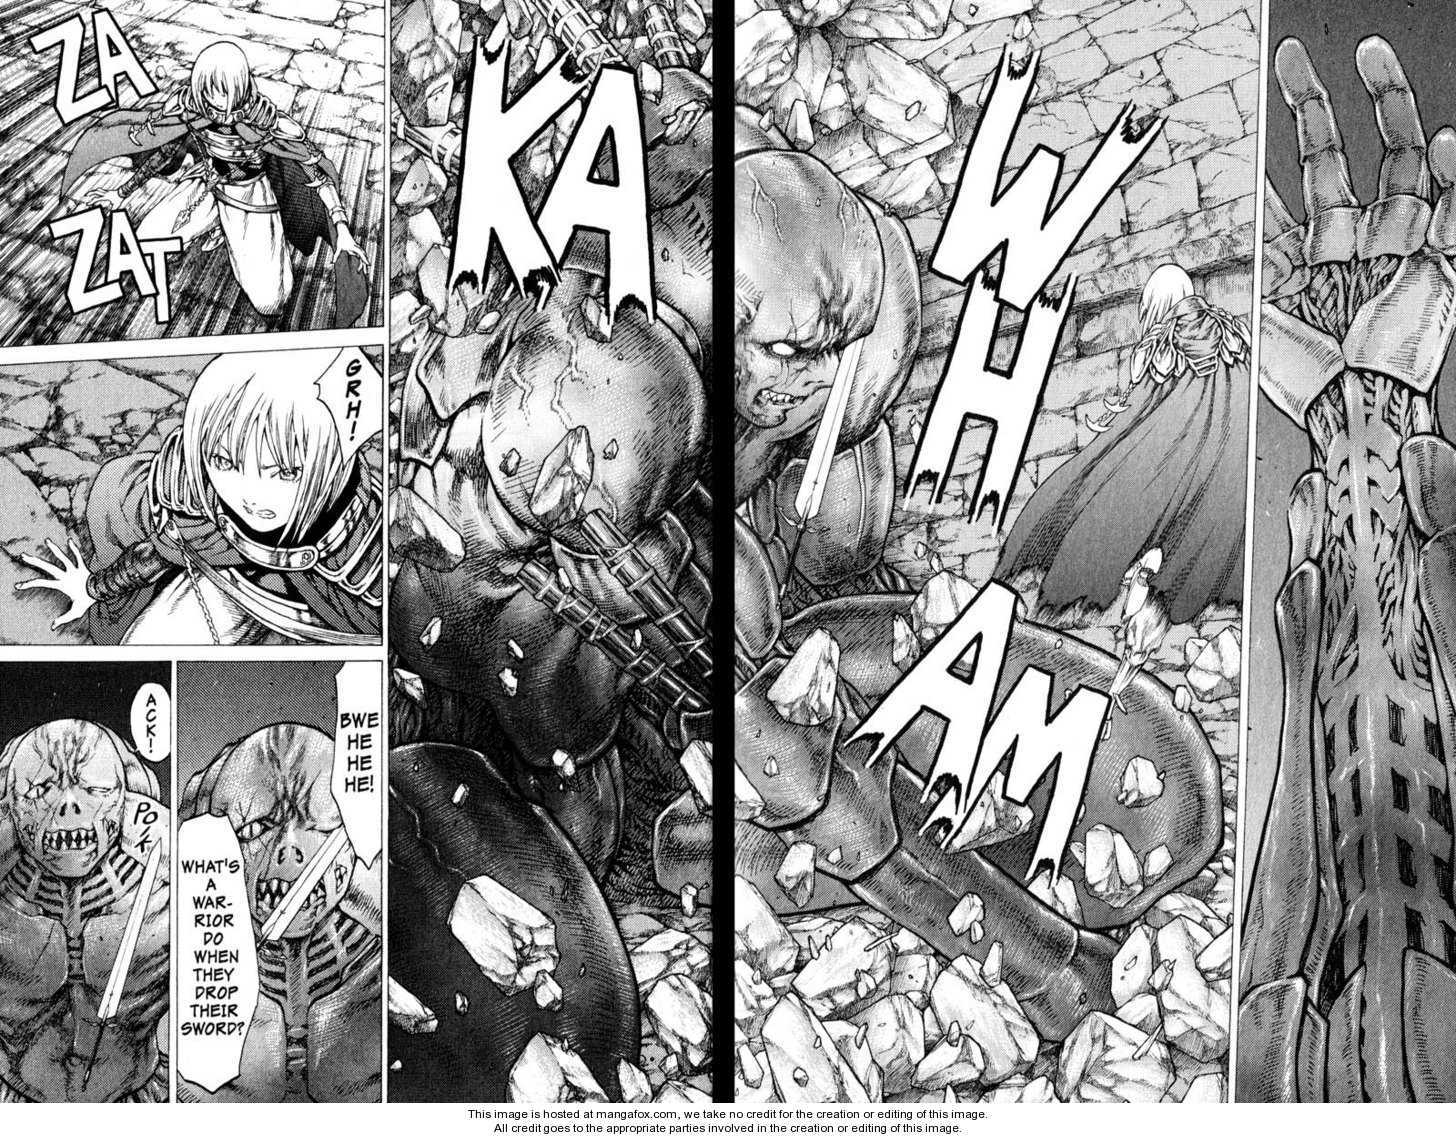 KA
WH
AM
ZA
ZAT
GRH!
BWE
HE
HE
HE!
WHAT'S
A
WAR-
RIOR
DO
WHEN
THEY
DROP
THEIR
SWORD?
ACK!
This image is hosted at mangafox.com, we take no credit for the creation or editing of this image.
All credit goes to the appropriate parties involved in the creation or editing of this image.